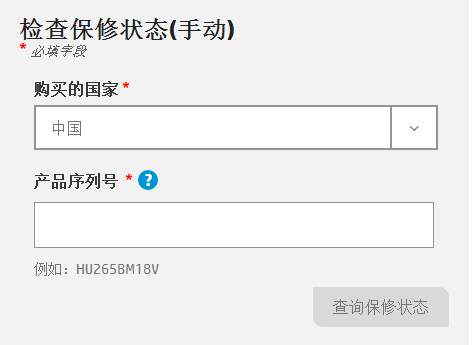 检查保修状态(手动)
* 必填字段
购买的国家 *
中国
产品序列号 * ?
例如：HU265BM18V
查询保修状态